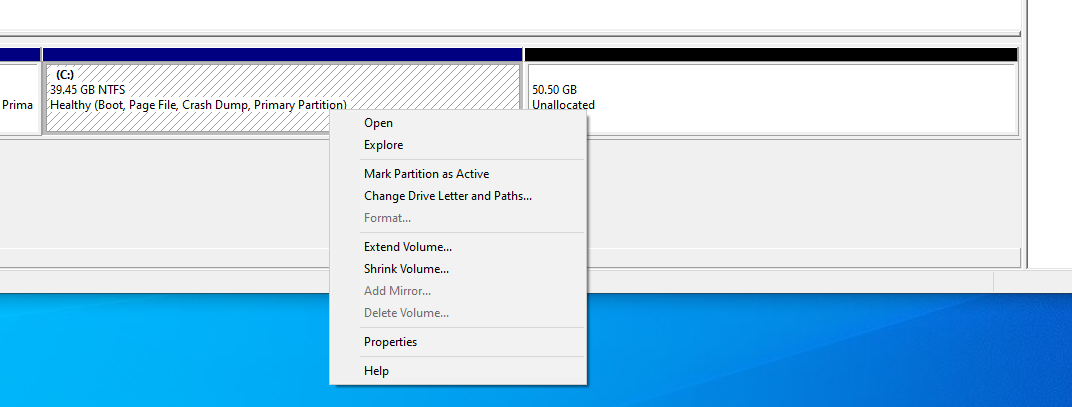 Prima
(C:)
39.45 GB NTFS
Healthy (Boot, Page File, Crash Dump, Primary Partition)
50.50 GB
Unallocated
Open
Explore
Mark Partition as Active
Change Drive Letter and Paths...
Format...
Extend Volume...
Shrink Volume...
Add Mirror...
Delete Volume...
Properties
Help